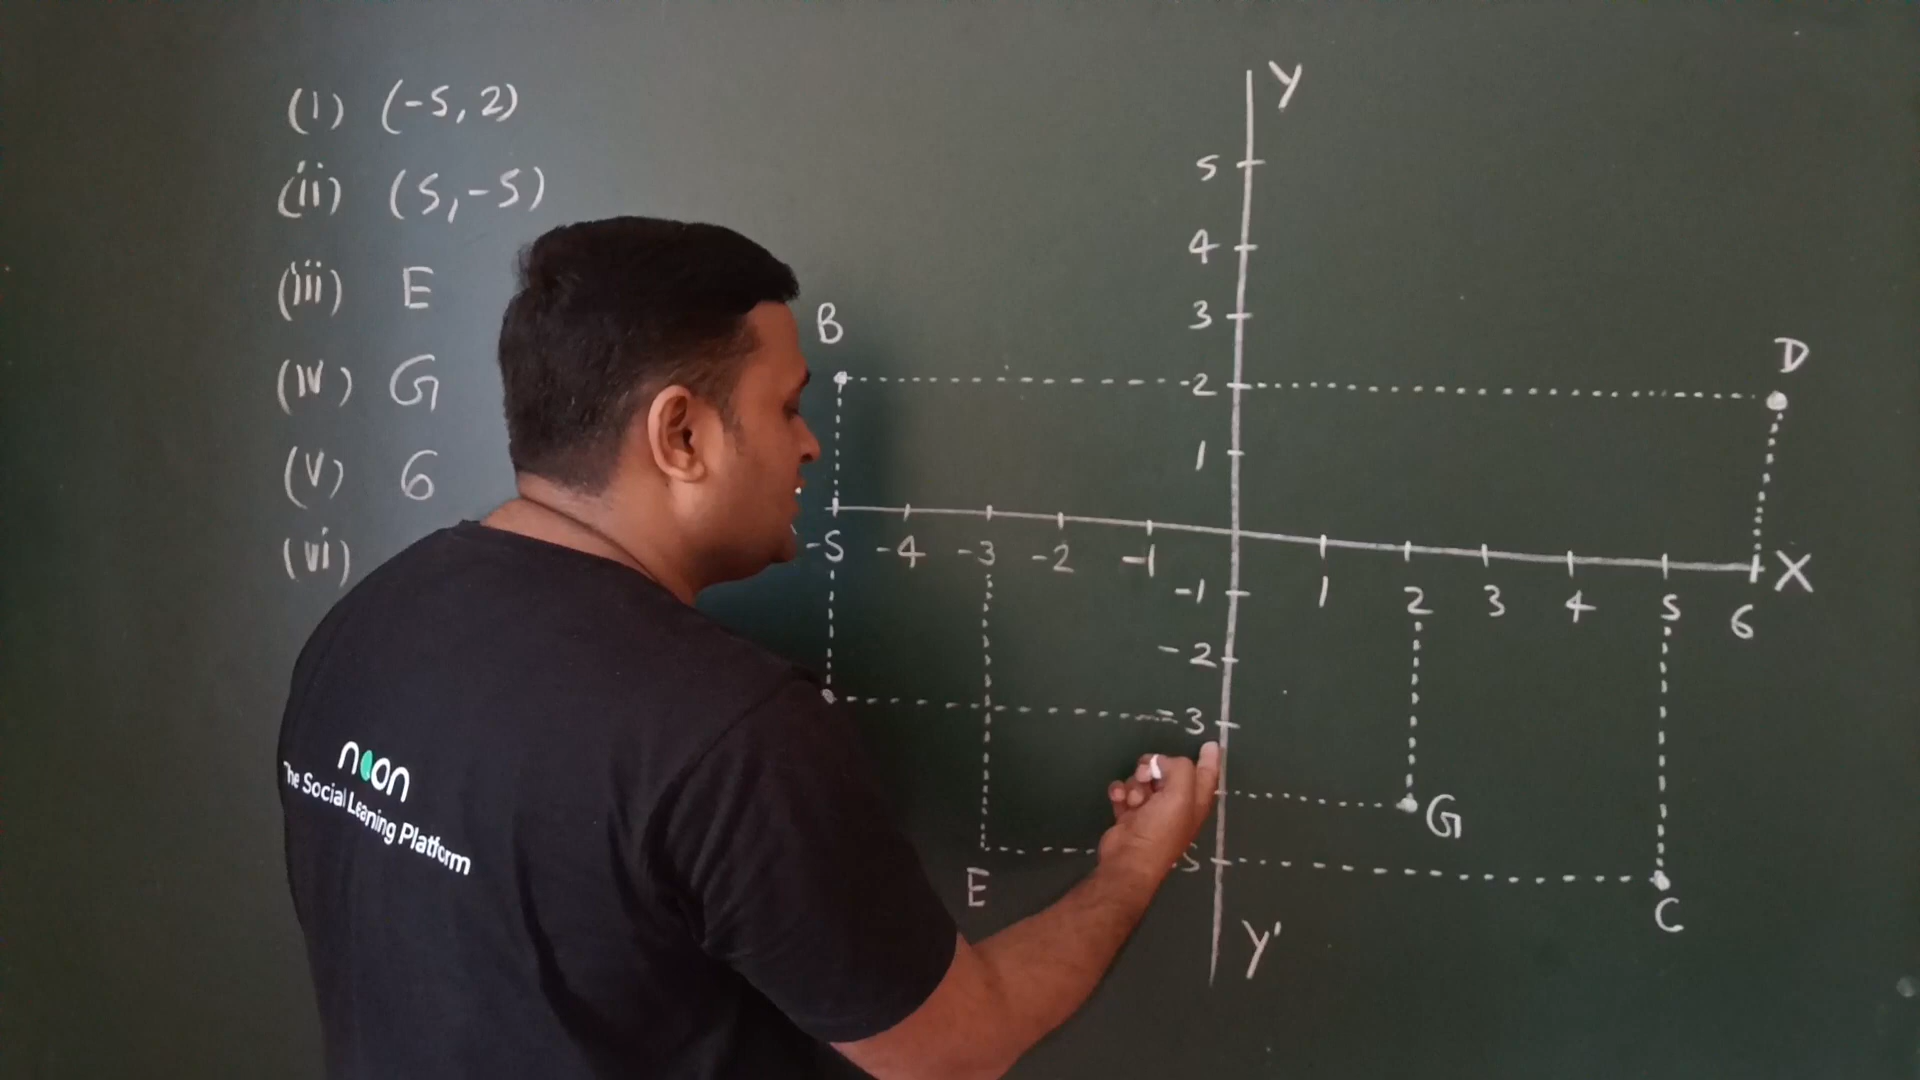 (i) (-5, 2)
(ii) (5, -5)
(iii) E
(iv) G
(v) 6
(vi)
Y
5
4
3
2
1
B
D
-5 -4 -3 -2 -1
1 2 3 4 5 6
X
-1
-2
-3
5
G
E
C
Y'
noon
The Social Learning Platform